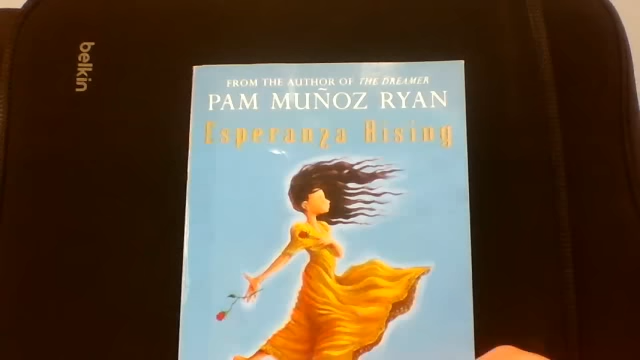 belkin
FROM THE AUTHOR OF THE DREAMER
PAM MUÑOZ RYAN
Esperanza Rising